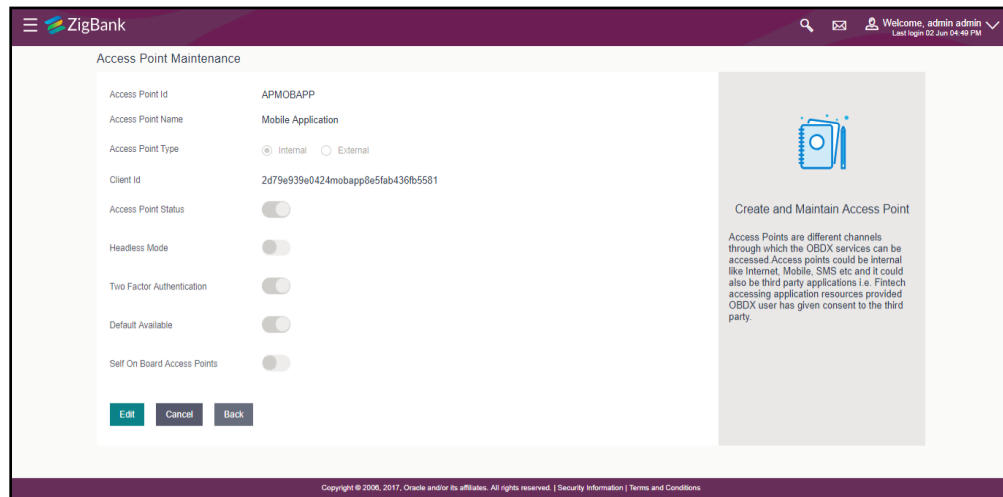 ZigBank
Welcome, admin admin
Last login 02 Jun 04:49 PM
Access Point Maintenance
Access Point Id APMOBAPP
Access Point Name Mobile Application
Access Point Type Internal External
Client Id 2d79e939e0424mobapp8e5fab436fb5581
Access Point Status
Headless Mode
Two Factor Authentication
Default Available
Self On Board Access Points
Edit Cancel Back
Create and Maintain Access Point
Access Points are different channels
through which the OBDX services can be
accessed.Access points could be internal
like Internet, Mobile, SMS etc and it could
also be third party applications i.e. Fintech
accessing application resources provided
OBDX user has given consent to the third
party.
Copyright © 2006, 2017, Oracle and/or its affiliates. All rights reserved. | Security Information | Terms and Conditions